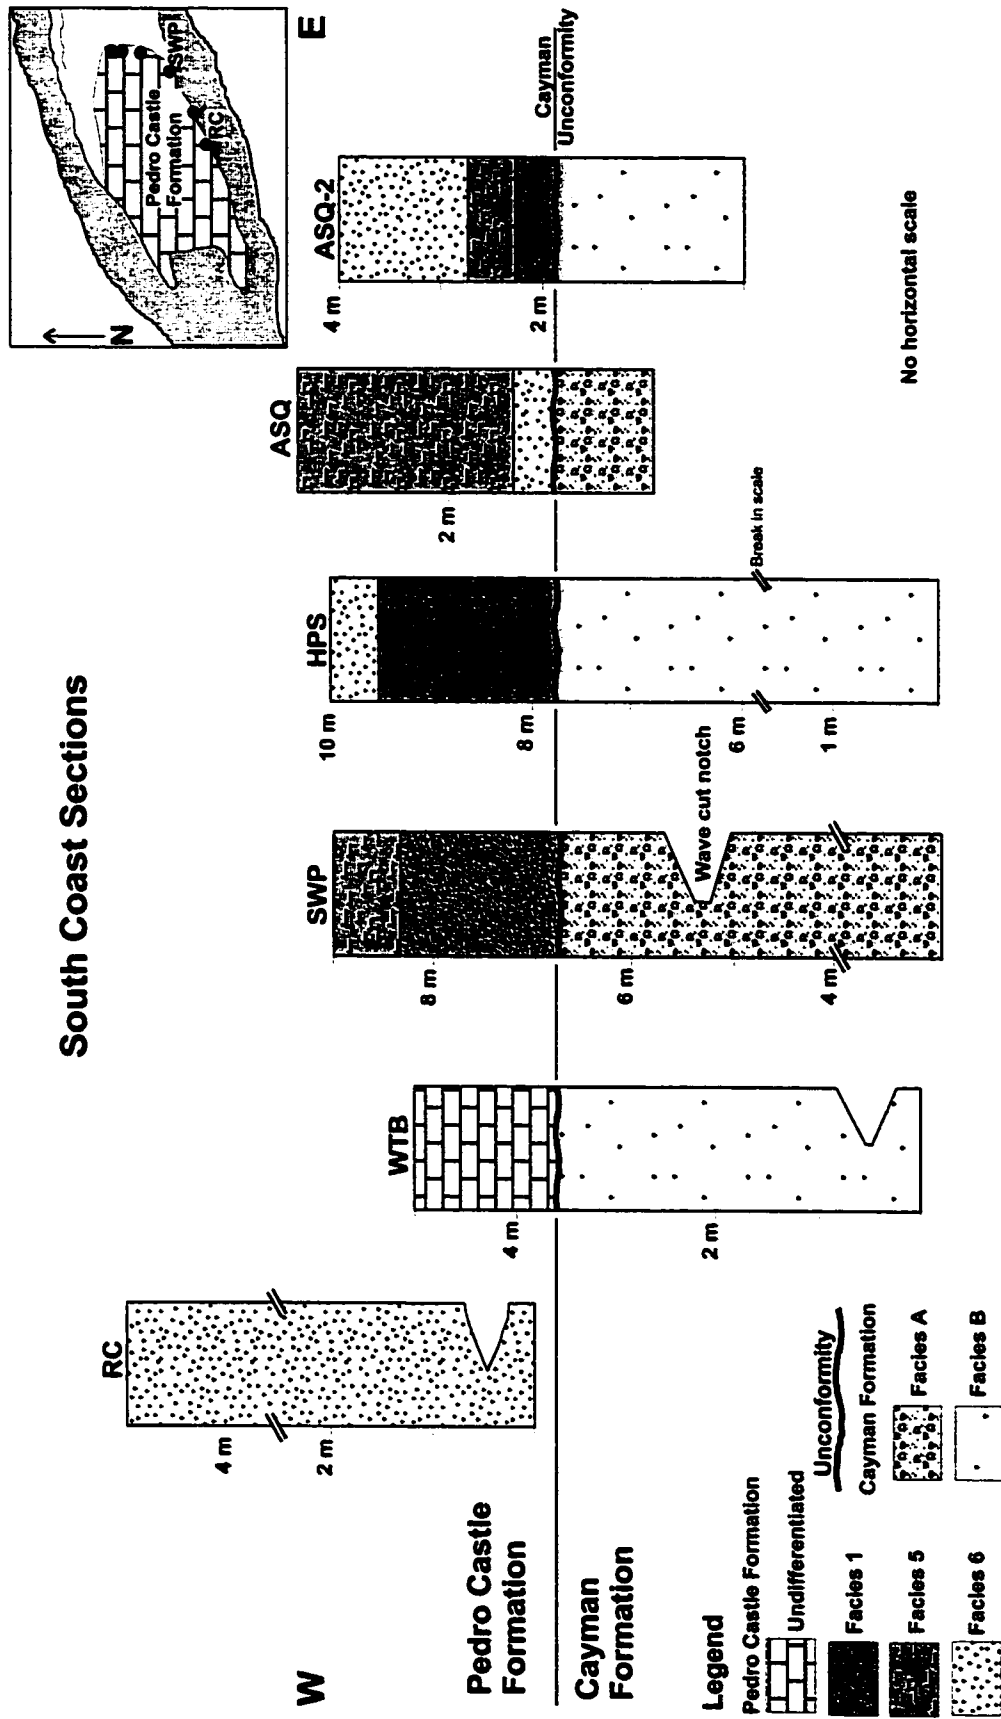 South Coast Sections
N
Pedro Castle
Formation
SWP
RC
W
E
RC
4 m
2 m
WTB
4 m
2 m
SWP
8 m
6 m
4 m
Wave cut notch
HPS
10 m
8 m
6 m
1 m
Break in scale
ASQ
2 m
ASQ-2
4 m
2 m
Cayman
Unconformity
Pedro Castle
Formation
Cayman
Formation
No horizontal scale
Legend
Pedro Castle Formation
Undifferentiated
Facies 1
Facies 5
Facies 6
Unconformity
Cayman Formation
Facies A
Facies B